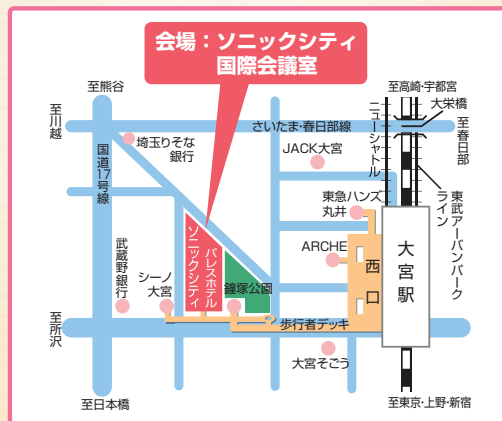 会場：ソニックシティ
国際会議室
至熊谷
至高崎・宇都宮
大栄橋
至川越
ニューシャトル
さいたま・春日部線
至春日部
埼玉りそな
銀行
国道17号線
JACK大宮
東武アーバンパーク
ライン
東急ハンズ
丸井
ソニックシティ
パレスホテル
ARCHE
西口
大宮駅
武蔵野銀行
シーノ
大宮
鐘塚公園
至所沢
歩行者デッキ
大宮そごう
至日本橋
至東京・上野・新宿